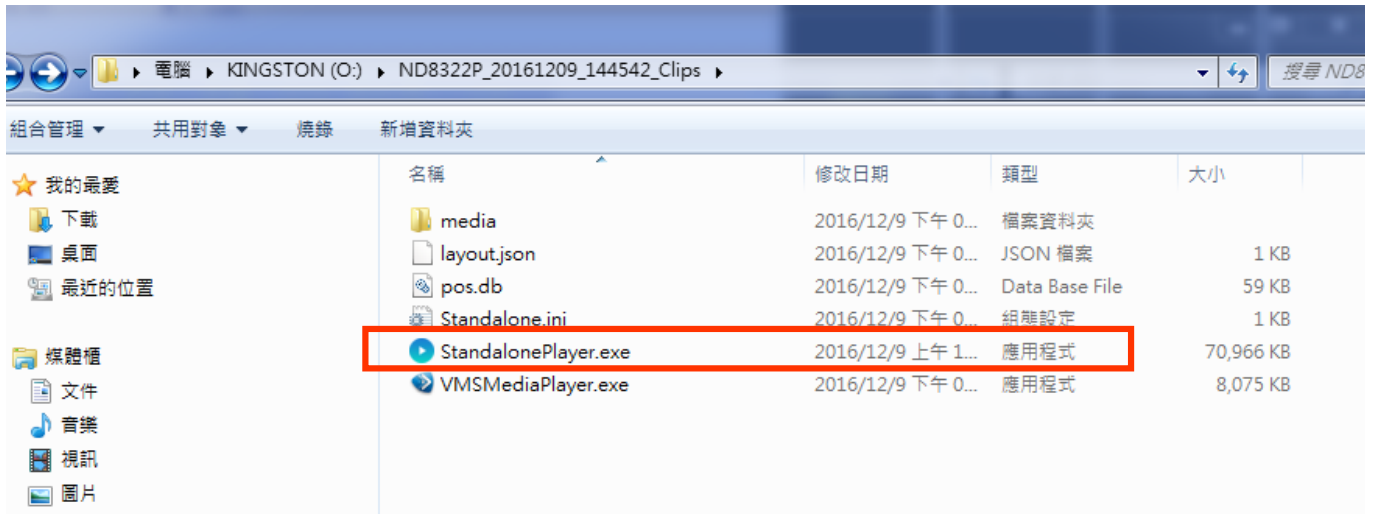 電腦 KINGSTON (O:) ND8322P_20161209_144542_Clips 搜尋 ND8
組合管理 共用對象 燒錄 新增資料夾
名稱 修改日期 類型 大小
我的最愛
下載
桌面
最近的位置
媒體櫃
文件
音樂
視訊
圖片
media 2016/12/9 下午 0... 檔案資料夾
layout.json 2016/12/9 下午 0... JSON 檔案 1 KB
pos.db 2016/12/9 下午 0... Data Base File 59 KB
Standalone.ini 2016/12/9 下午 0... 組態設定 1 KB
StandalonePlayer.exe 2016/12/9 上午 1... 應用程式 70,966 KB
VMSMediaPlayer.exe 2016/12/9 下午 0... 應用程式 8,075 KB